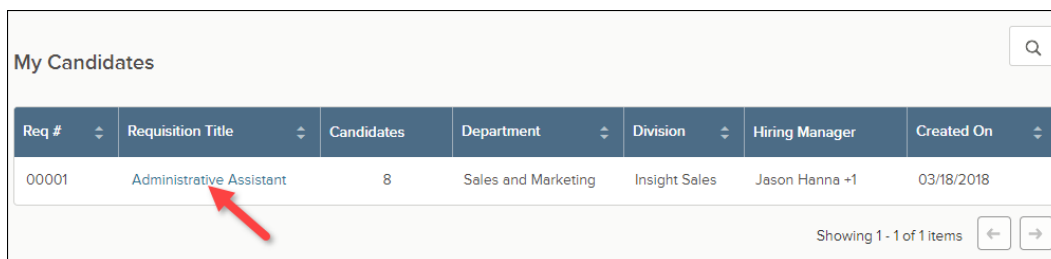 My Candidates
Req # Requisition Title Candidates Department Division Hiring Manager Created On
00001 Administrative Assistant 8 Sales and Marketing Insight Sales Jason Hanna +1 03/18/2018
Showing 1 - 1 of 1 items